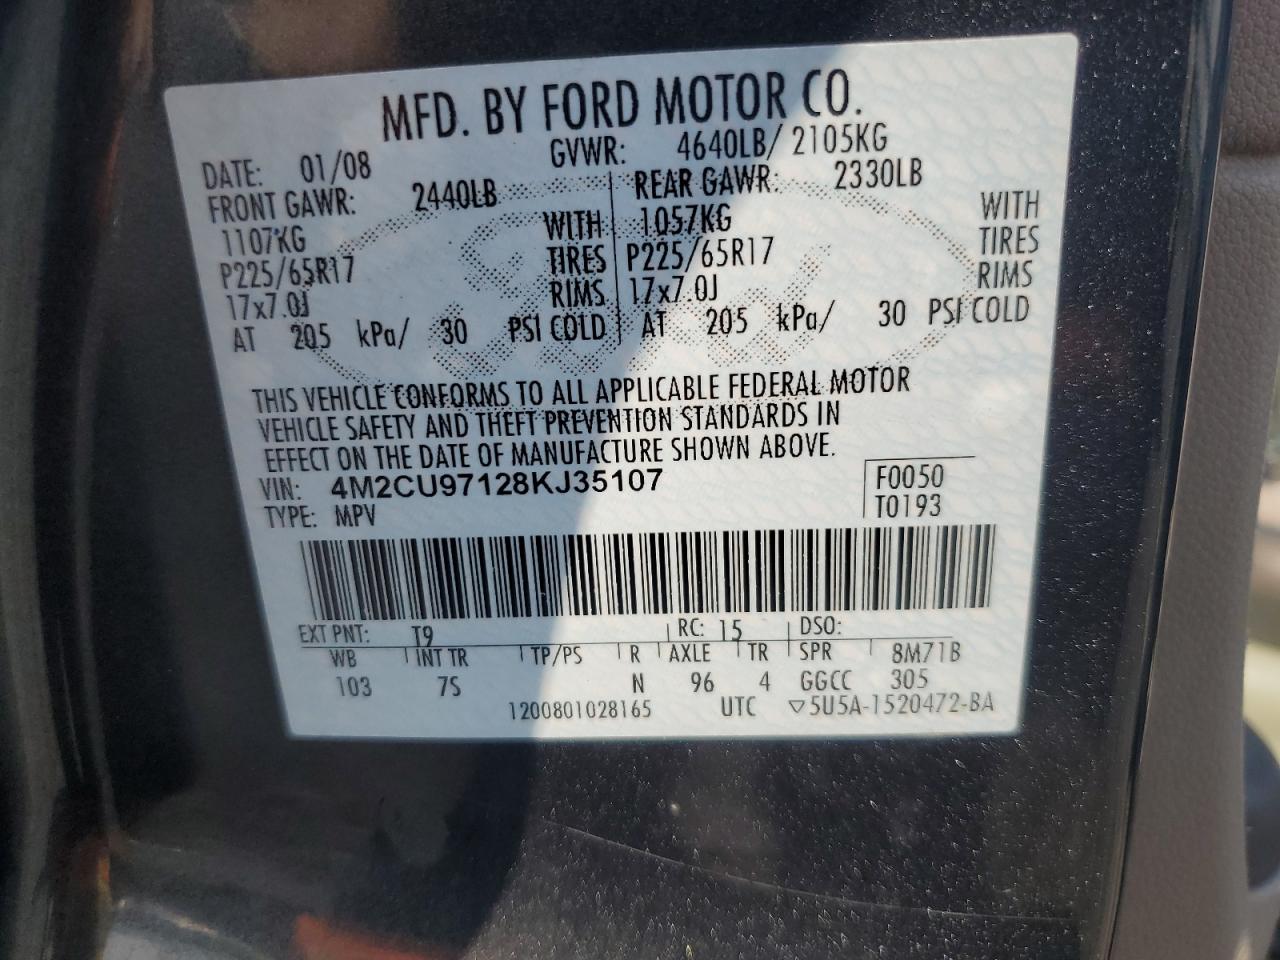 MFD. BY FORD MOTOR CO.
DATE: 01/08 GVWR: 4640LB/ 2105KG
FRONT GAWR: 2440LB REAR GAWR: 2330LB
1107KG WITH 1057KG WITH
P225/65R17 TIRES P225/65R17 TIRES
17x7.0J RIMS 17x7.0J RIMS
AT 205 kPa/ 30 PSI COLD AT 205 kPa/ 30 PSI COLD
THIS VEHICLE CONFORMS TO ALL APPLICABLE FEDERAL MOTOR
VEHICLE SAFETY AND THEFT PREVENTION STANDARDS IN
EFFECT ON THE DATE OF MANUFACTURE SHOWN ABOVE.
VIN: 4M2CU97128KJ35107 F0050
TYPE: MPV T0193
EXT PNT: T9 RC: 15 DSO:
WB INT TR TP/PS R AXLE TR SPR 8M71B
103 7S N 96 4 GGCC 305
1200801028165 UTC ▽5U5A-1520472-BA